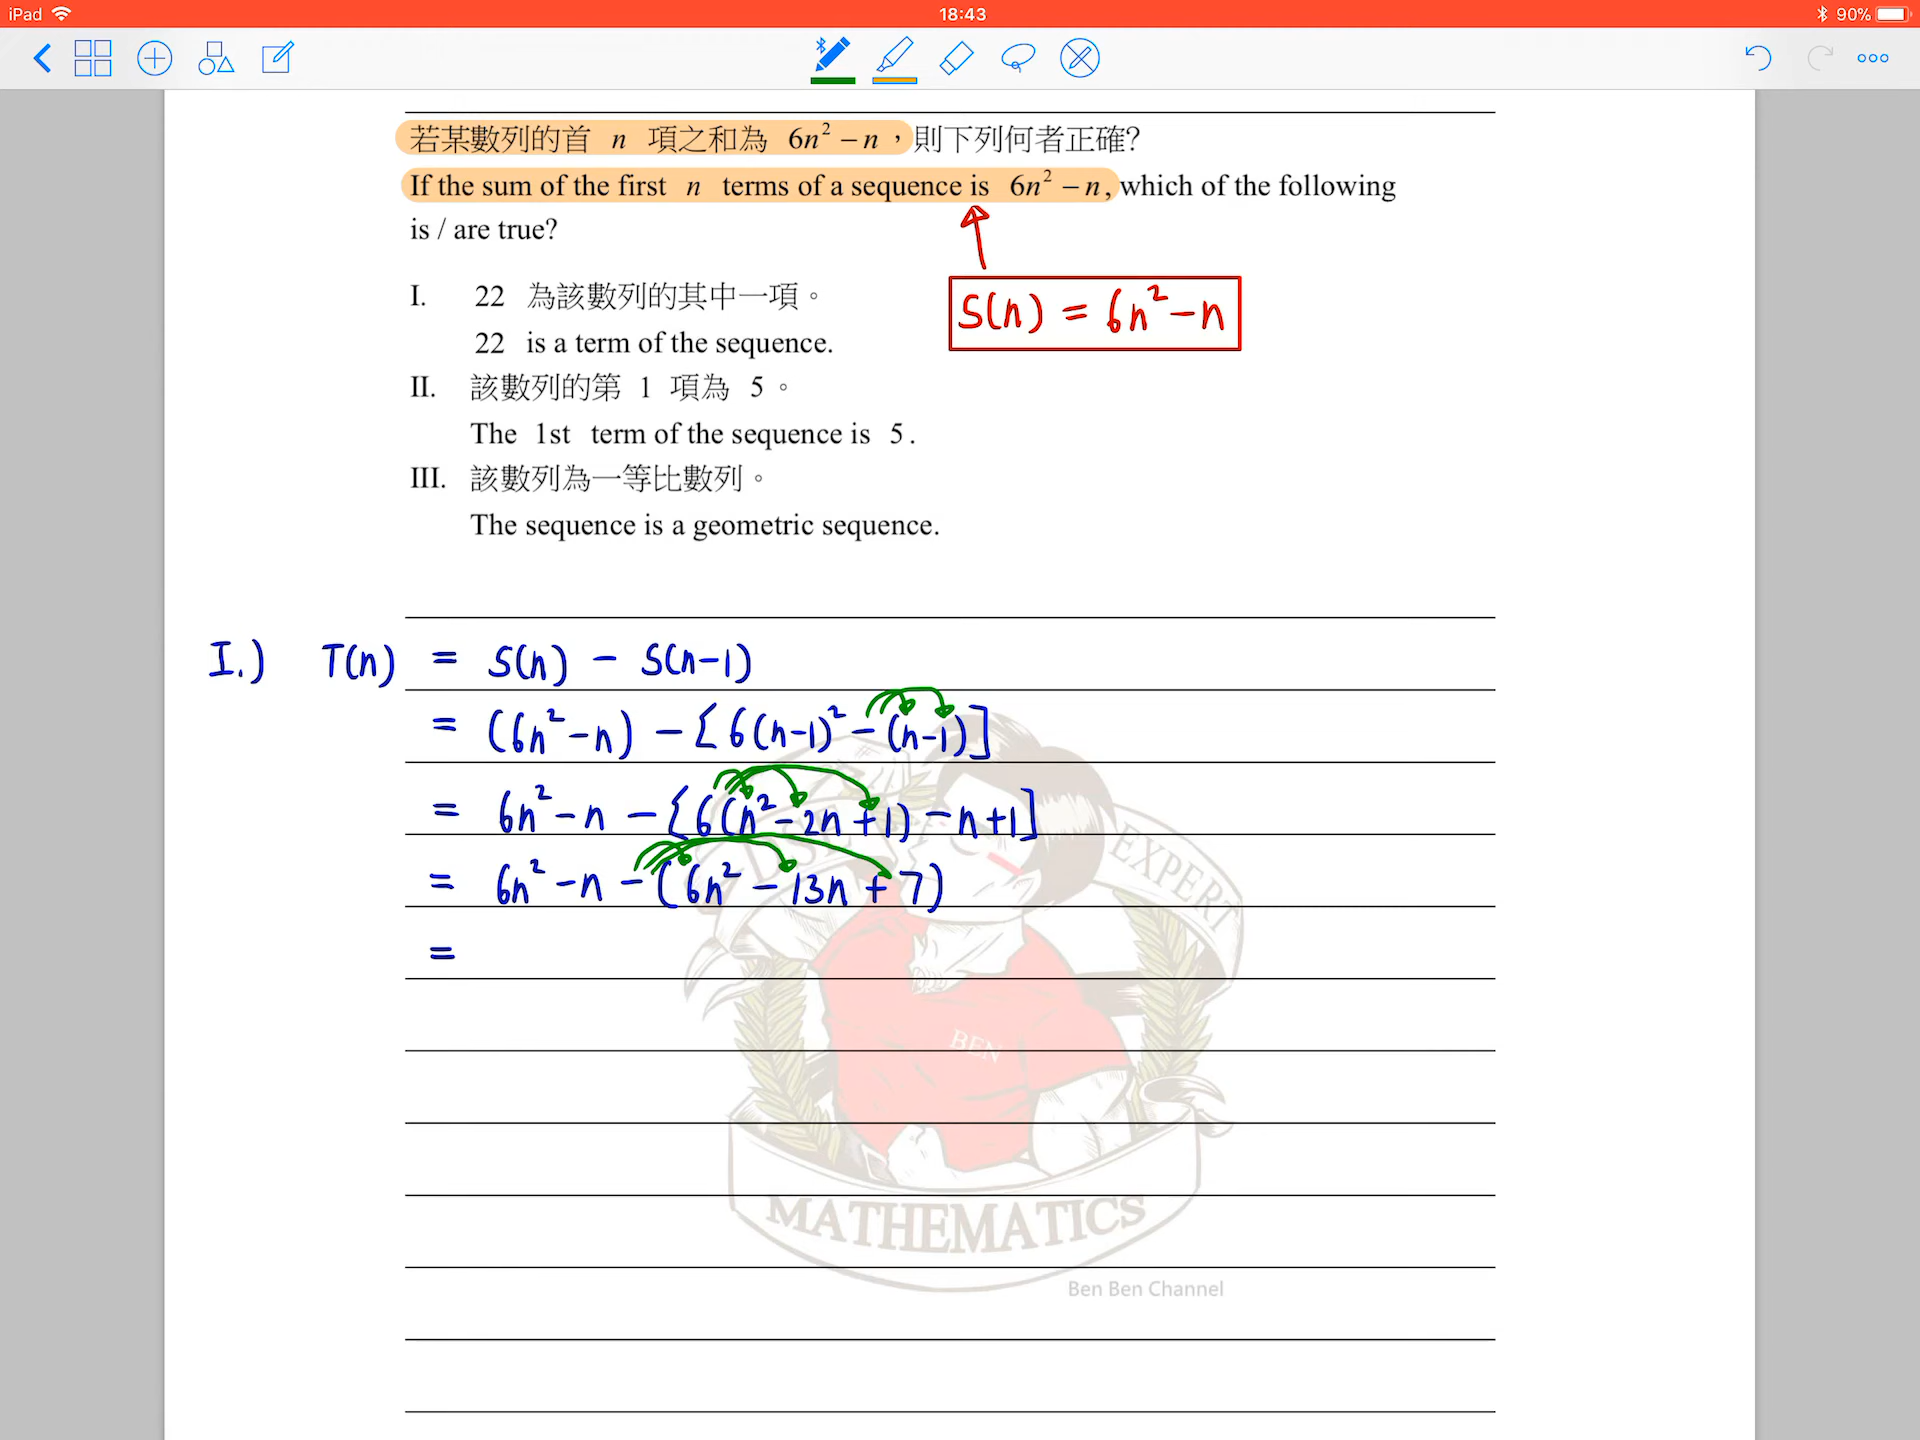 iPad 18:43 90%
若某數列的首 n 項之和為 6n² − n，則下列何者正確?
If the sum of the first n terms of a sequence is 6n² − n, which of the following
is / are true?
S(n) = 6n² − n
I. 22 為該數列的其中一項。
22 is a term of the sequence.
II. 該數列的第 1 項為 5。
The 1st term of the sequence is 5.
III. 該數列為一等比數列。
The sequence is a geometric sequence.
I.) T(n) = S(n) − S(n−1)
= (6n² − n) − [6(n−1)² − (n−1)]
= 6n² − n − [6(n² − 2n + 1) − n + 1]
= 6n² − n − (6n² − 13n + 7)
=
DSE EXPERT
BEN
MATHEMATICS
Ben Ben Channel